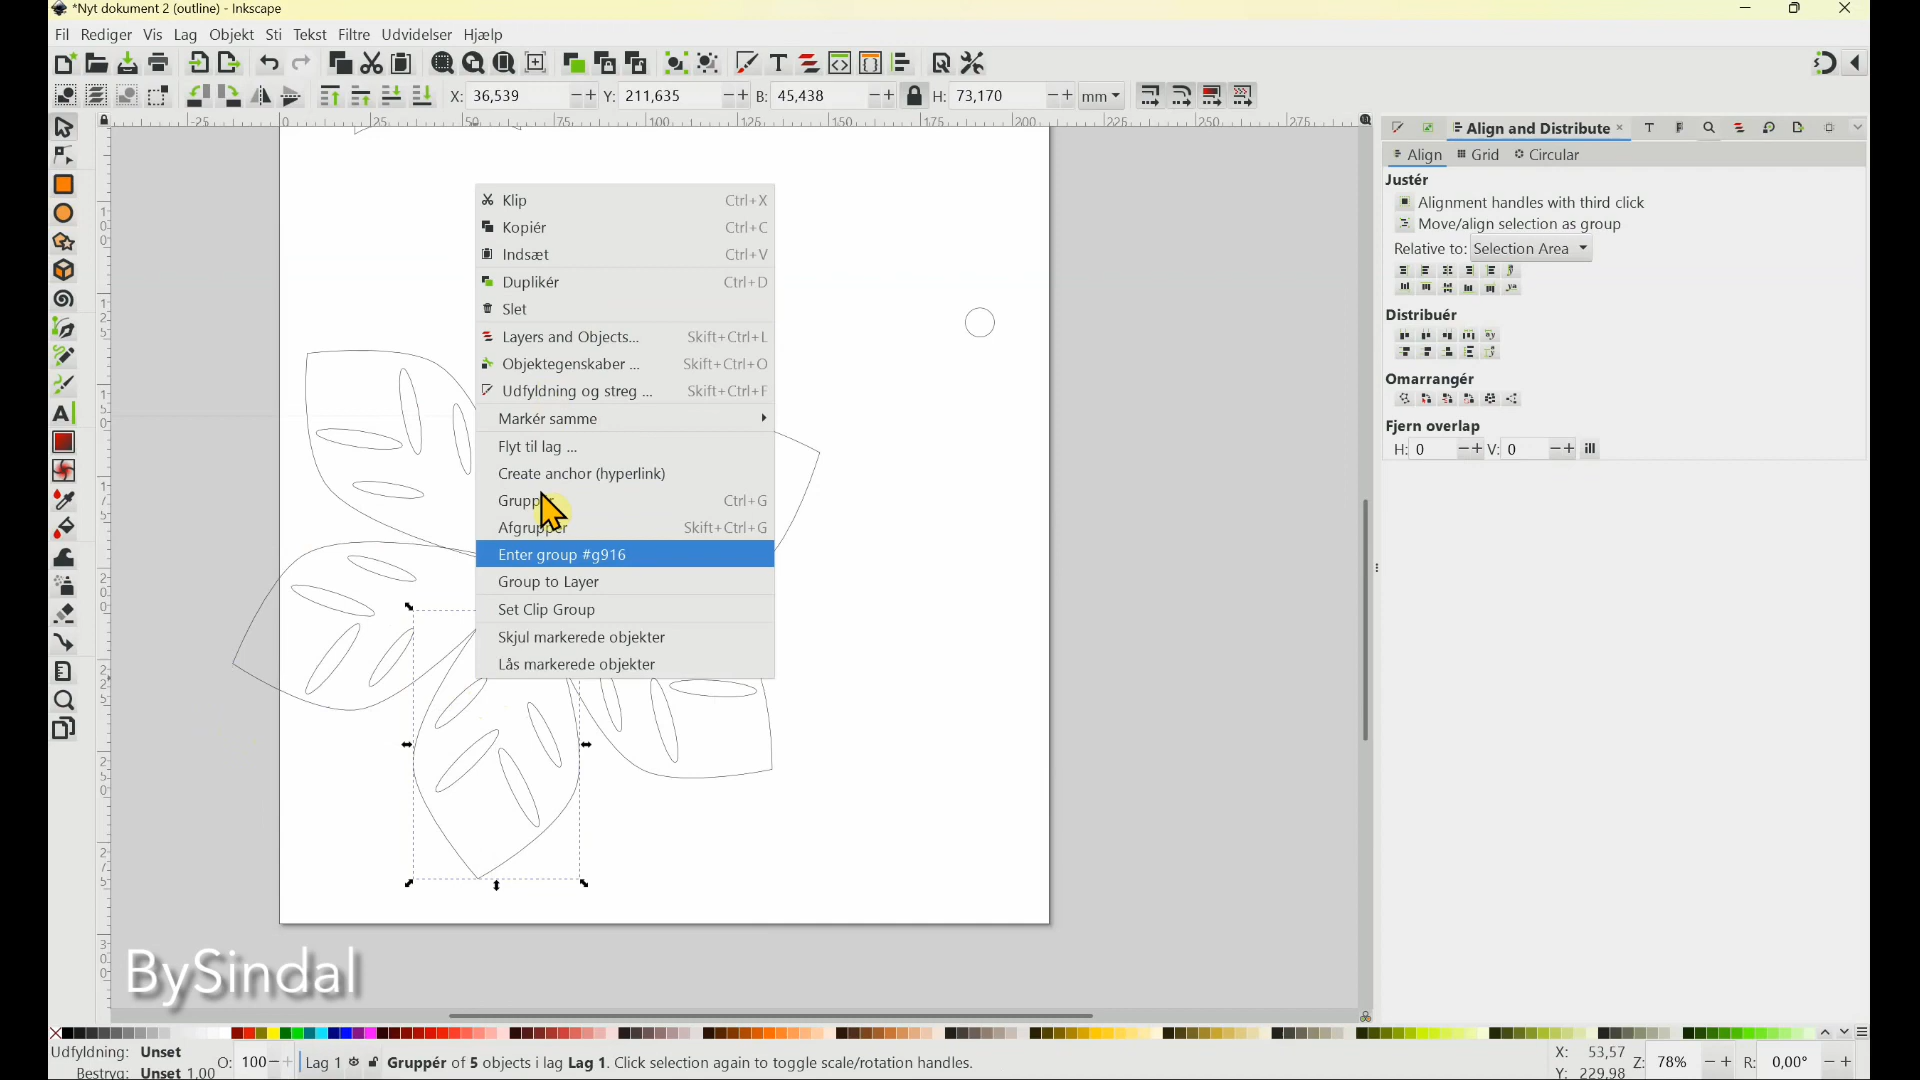 *Nyt dokument 2 (outline) - Inkscape
Fil Rediger Vis Lag Objekt Sti Tekst Filtre Udvidelser Hjælp
X: 36,539 Y: 211,635 B: 45,438 H: 73,170 mm
Align and Distribute
Align Grid Circular
Justér
Alignment handles with third click
Move/align selection as group
Relative to: Selection Area
Distribuér
Omarrangér
Fjern overlap
H: 0 V: 0
Klip Ctrl+X
Kopiér Ctrl+C
Indsæt Ctrl+V
Duplikér Ctrl+D
Slet
Layers and Objects... Skift+Ctrl+L
Objektegenskaber ... Skift+Ctrl+O
Udfyldning og streg ... Skift+Ctrl+F
Markér samme
Flyt til lag ...
Create anchor (hyperlink)
Ctrl+G
Afgruppér Skift+Ctrl+G
Enter group #g916
Group to Layer
Set Clip Group
Skjul markerede objekter
Lås markerede objekter
BySindal
Udfyldning: Unset
Bestryg: Unset 1.00
O: 100
Lag 1 Gruppér of 5 objects i lag Lag 1. Click selection again to toggle scale/rotation handles.
X: 53,57
Y: 229,98
Z: 78% R: 0,00°